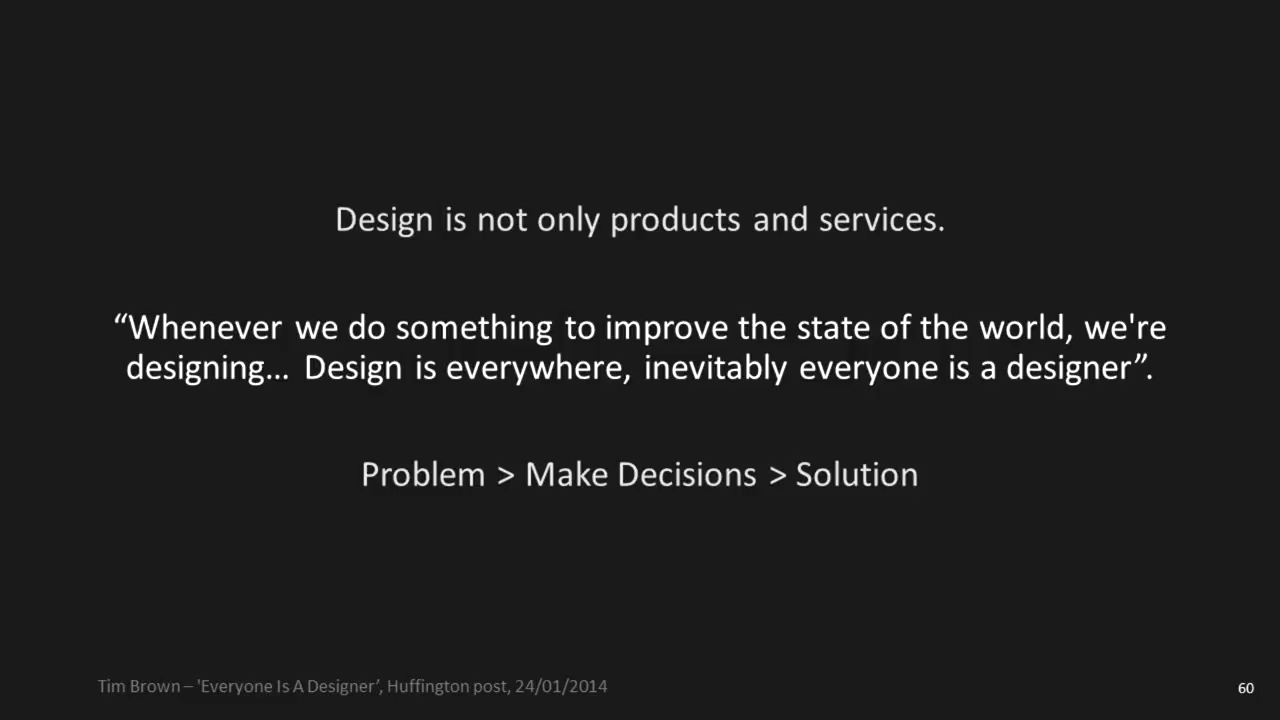 Design is not only products and services.
“Whenever we do something to improve the state of the world, we're
designing... Design is everywhere, inevitably everyone is a designer”.
Problem > Make Decisions > Solution
Tim Brown – 'Everyone Is A Designer’, Huffington post, 24/01/2014
60